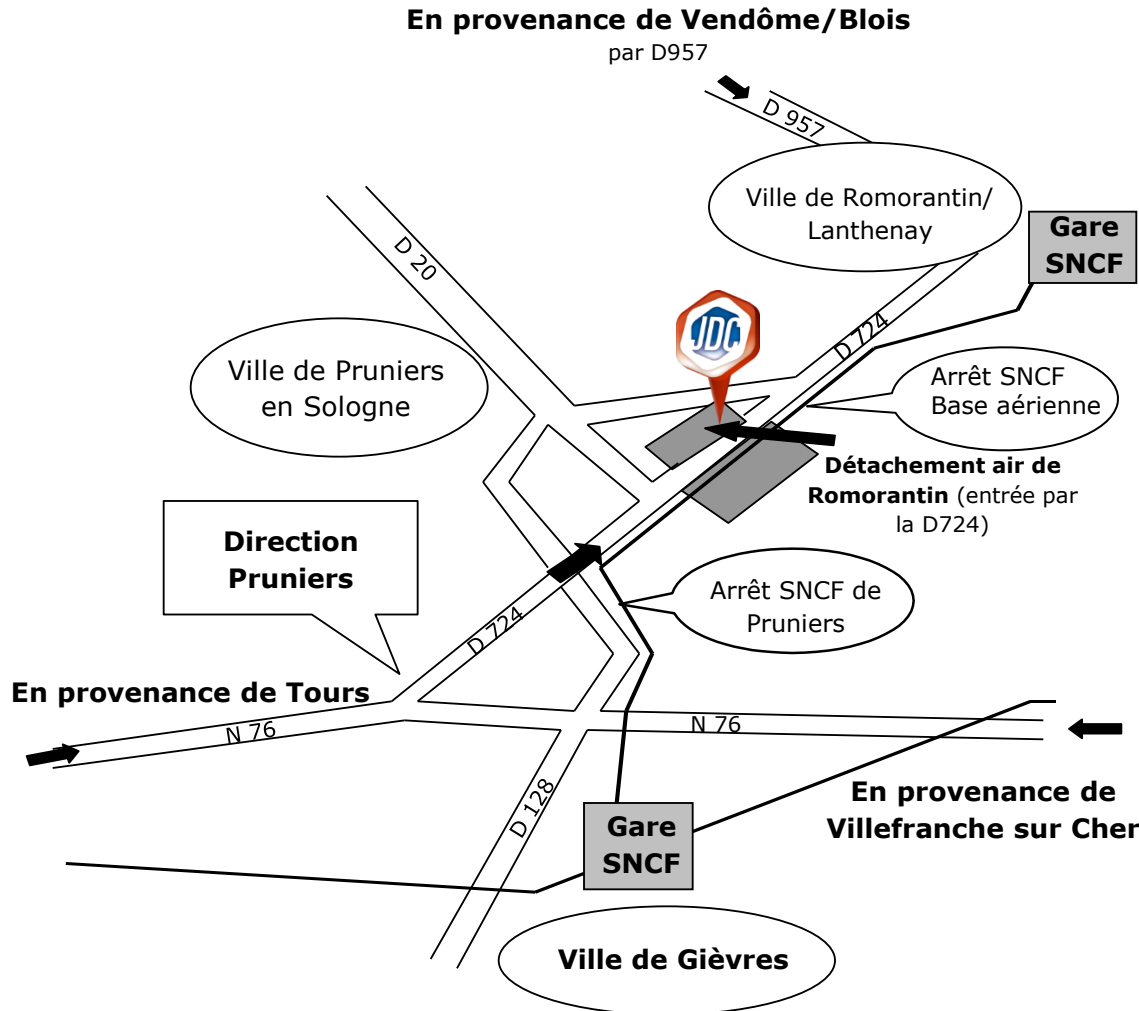 En provenance de Vendôme/Blois
par D957
D 957
Ville de Romorantin/
Lanthenay
Gare
SNCF
D 20
JDC
D 724
Ville de Pruniers
en Sologne
Arrêt SNCF
Base aérienne
Détachement air de
Romorantin (entrée par
la D724)
Direction
Pruniers
Arrêt SNCF de
Pruniers
D 724
En provenance de Tours
N 76
N 76
En provenance de
Villefranche sur Cher
D 128
Gare
SNCF
Ville de Gièvres